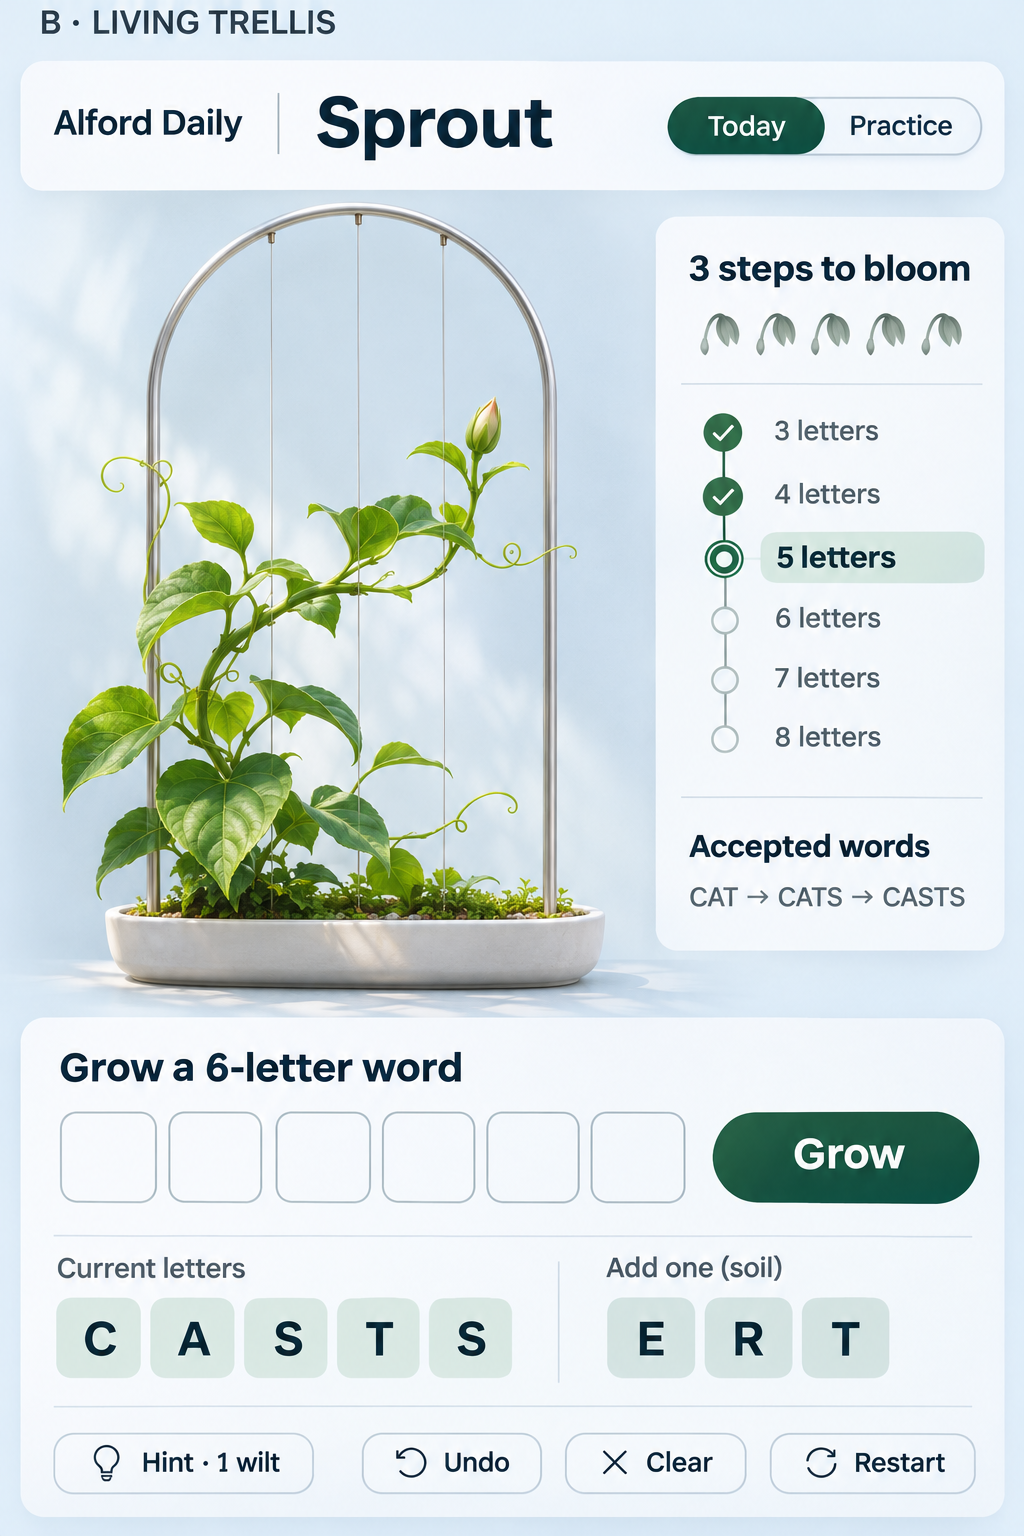 B · LIVING TRELLIS
Alford Daily
Sprout
Today
Practice
3 steps to bloom
3 letters
4 letters
5 letters
6 letters
7 letters
8 letters
Accepted words
CAT → CATS → CASTS
Grow a 6-letter word
Grow
Current letters
C A S T S
Add one (soil)
E R T
Hint · 1 wilt
Undo
Clear
Restart